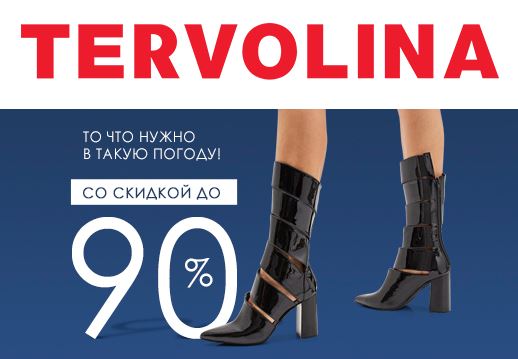 TERVOLINA
ТО ЧТО НУЖНО
В ТАКУЮ ПОГОДУ!
СО СКИДКОЙ ДО
90%